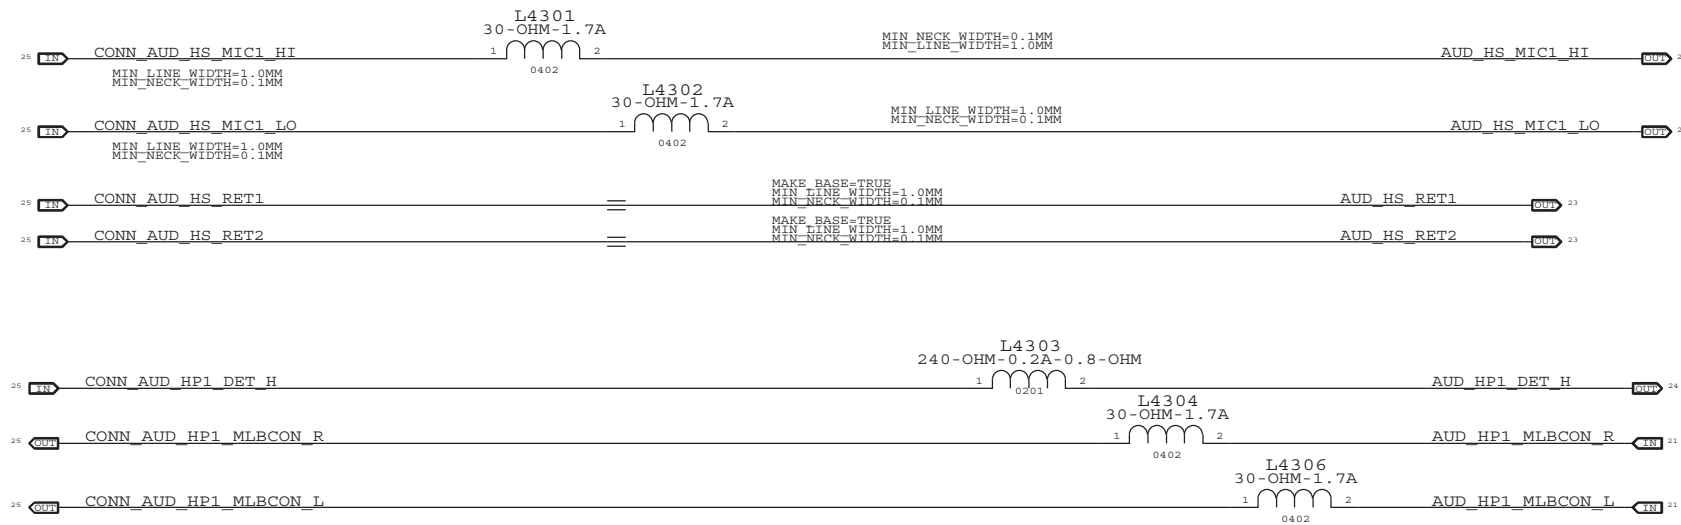 L4301
30-OHM-1.7A
25 IN CONN_AUD_HS_MIC1_HI 1 2 MIN_NECK_WIDTH=0.1MM
MIN_LINE_WIDTH=1.0MM AUD_HS_MIC1_HI OUT
MIN_LINE_WIDTH=1.0MM
MIN_NECK_WIDTH=0.1MM
0402
L4302
30-OHM-1.7A
25 IN CONN_AUD_HS_MIC1_LO 1 2 MIN_LINE_WIDTH=1.0MM
MIN_NECK_WIDTH=0.1MM AUD_HS_MIC1_LO OUT
0402
MIN_LINE_WIDTH=1.0MM
MIN_NECK_WIDTH=0.1MM
MAKE_BASE=TRUE
MIN_LINE_WIDTH=1.0MM
MIN_NECK_WIDTH=0.1MM
25 IN CONN_AUD_HS_RET1 AUD_HS_RET1 OUT 23
MAKE_BASE=TRUE
MIN_LINE_WIDTH=1.0MM
MIN_NECK_WIDTH=0.1MM
25 IN CONN_AUD_HS_RET2 AUD_HS_RET2 OUT 23
L4303
240-OHM-0.2A-0.8-OHM
25 IN CONN_AUD_HP1_DET_H 1 2 AUD_HP1_DET_H OUT 24
0201
L4304
30-OHM-1.7A
25 OUT CONN_AUD_HP1_MLBCON_R 1 2 AUD_HP1_MLBCON_R IN 21
0402
L4306
30-OHM-1.7A
25 OUT CONN_AUD_HP1_MLBCON_L 1 2 AUD_HP1_MLBCON_L IN 21
0402